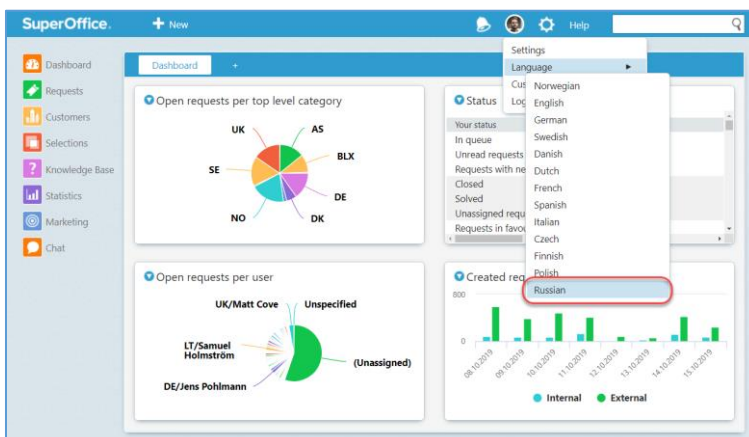 SuperOffice.
+ New
Help
Dashboard
Requests
Customers
Selections
Knowledge Base
Statistics
Marketing
Chat
Dashboard
+
Settings
Language
Cus
Log
Norwegian
English
German
Swedish
Danish
Dutch
French
Spanish
Italian
Czech
Finnish
Polish
Russian
Open requests per top level category
UK
AS
BLX
SE
DE
NO
DK
Status
Your status
In queue
Unread requests
Requests with ne
Closed
Solved
Unassigned requ
Requests in favou
Open requests per user
UK/Matt Cove
Unspecified
LT/Samuel
Holmström
(Unassigned)
DE/Jens Pohlmann
Created req
800
0
08.10.2019
09.10.2019
10.10.2019
11.10.2019
12.10.2019
13.10.2019
14.10.2019
15.10.2019
Internal
External